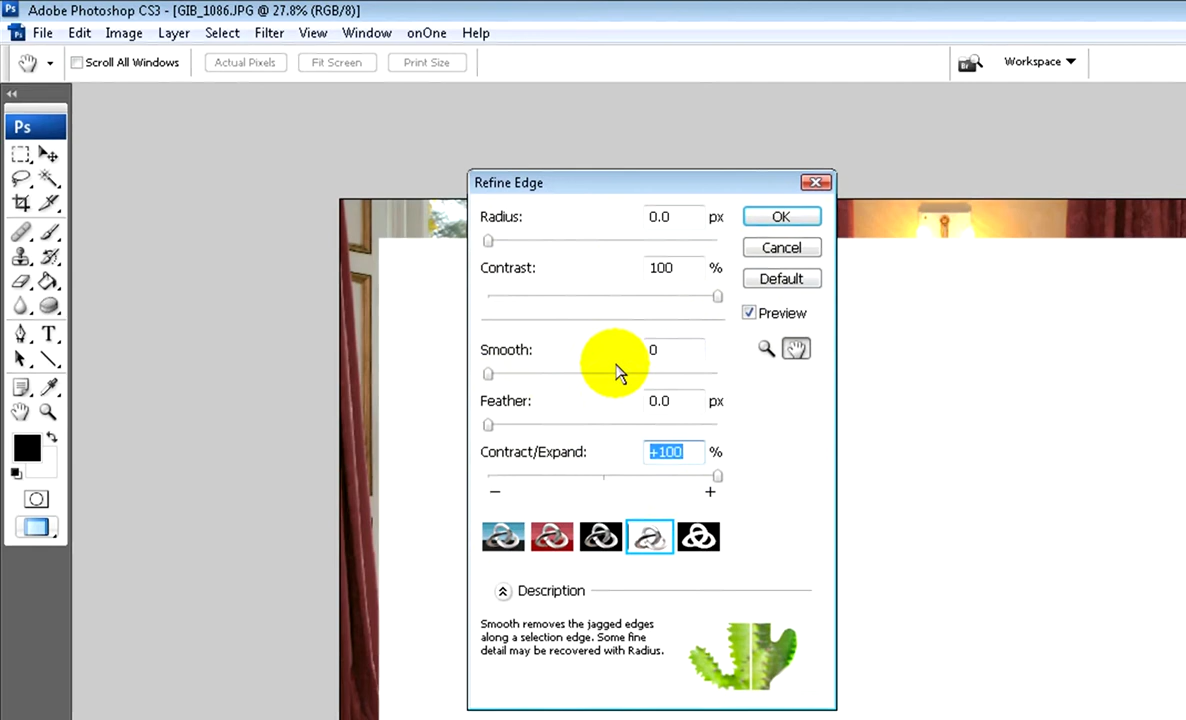 Ps Adobe Photoshop CS3 - [GIB_1086.JPG @ 27.8% (RGB/8)]
Ps File Edit Image Layer Select Filter View Window onOne Help
Scroll All Windows Actual Pixels Fit Screen Print Size Br Workspace
Ps
T
Refine Edge
Radius: 0.0 px OK
Cancel
Contrast: 100 % Default
Preview
Smooth: 0
Feather: 0.0 px
Contract/Expand: +100 %
− +
Description
Smooth removes the jagged edges
along a selection edge. Some fine
detail may be recovered with Radius.